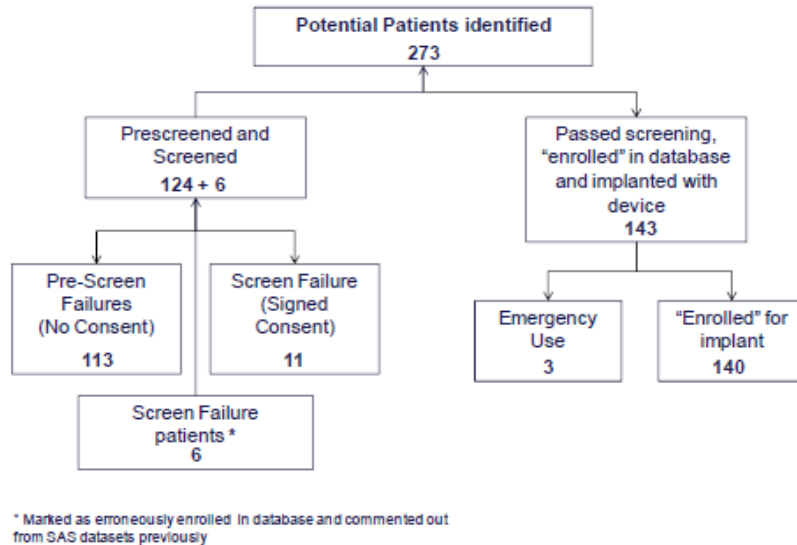 Potential Patients identified
273
Prescreened and
Screened
124 + 6
Passed screening,
"enrolled" in database
and implanted with
device
143
Pre-Screen
Failures
(No Consent)
113
Screen Failure
(Signed
Consent)
11
Emergency
Use
3
"Enrolled" for
implant
140
Screen Failure
patients *
6
* Marked as erroneously enrolled in database and commented out
from SAS datasets previously